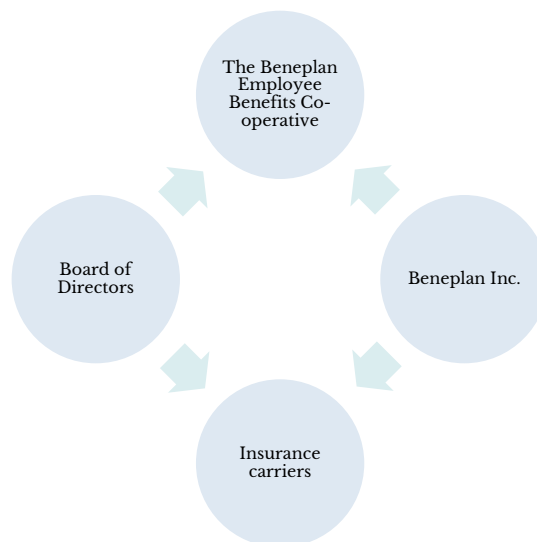 The Beneplan
Employee
Benefits Co-
operative
Board of
Directors
Beneplan Inc.
Insurance
carriers